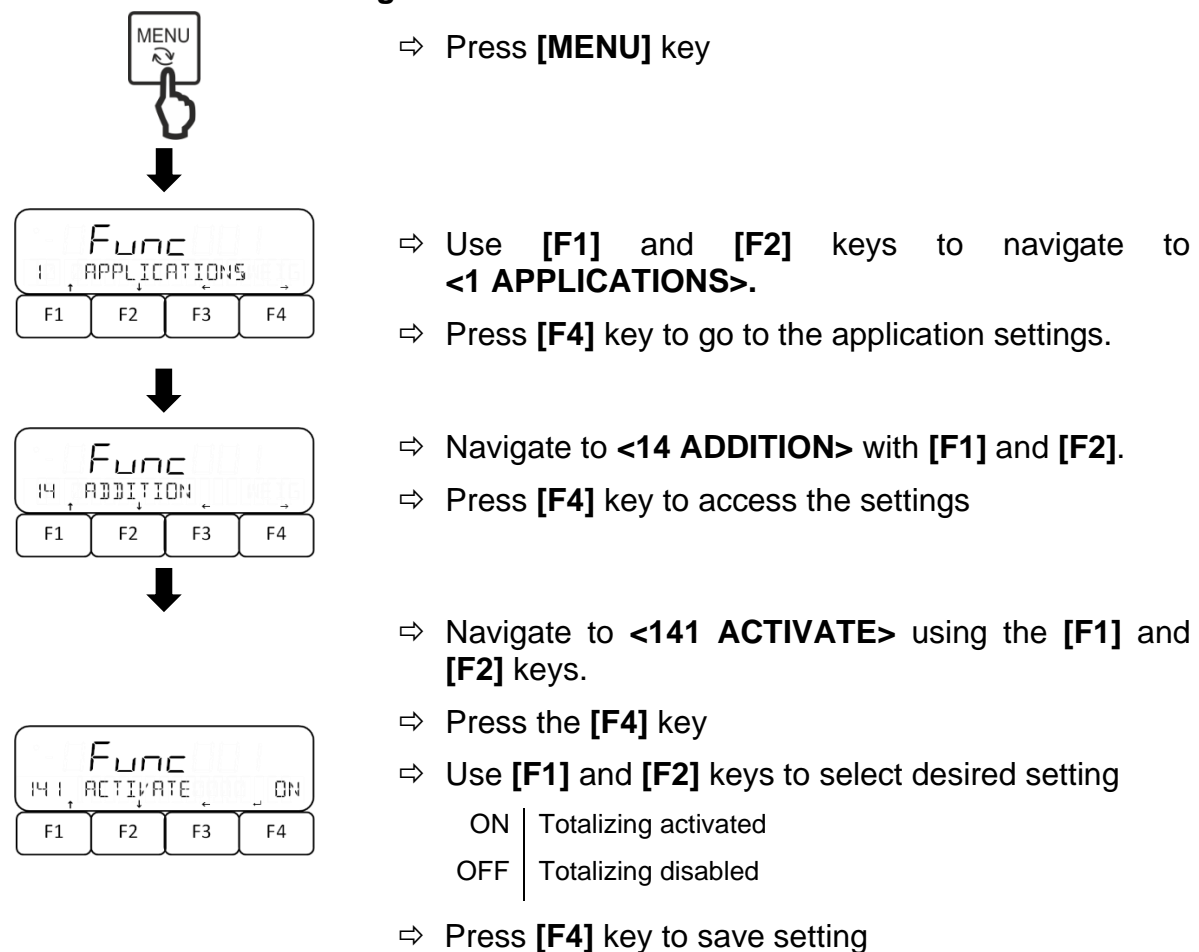 MENU
⇨ Press [MENU] key
Func
1 APPLICATIONS
↑ ↓ ← →
F1 F2 F3 F4
⇨ Use [F1] and [F2] keys to navigate to
<1 APPLICATIONS>.
⇨ Press [F4] key to go to the application settings.
Func
14 ADDITION
↑ ↓ ← →
F1 F2 F3 F4
⇨ Navigate to <14 ADDITION> with [F1] and [F2].
⇨ Press [F4] key to access the settings
⇨ Navigate to <141 ACTIVATE> using the [F1] and
[F2] keys.
⇨ Press the [F4] key
Func
141 ACTIVATE ON
↑ ↓ ← ↵
F1 F2 F3 F4
⇨ Use [F1] and [F2] keys to select desired setting
ON Totalizing activated
OFF Totalizing disabled
⇨ Press [F4] key to save setting